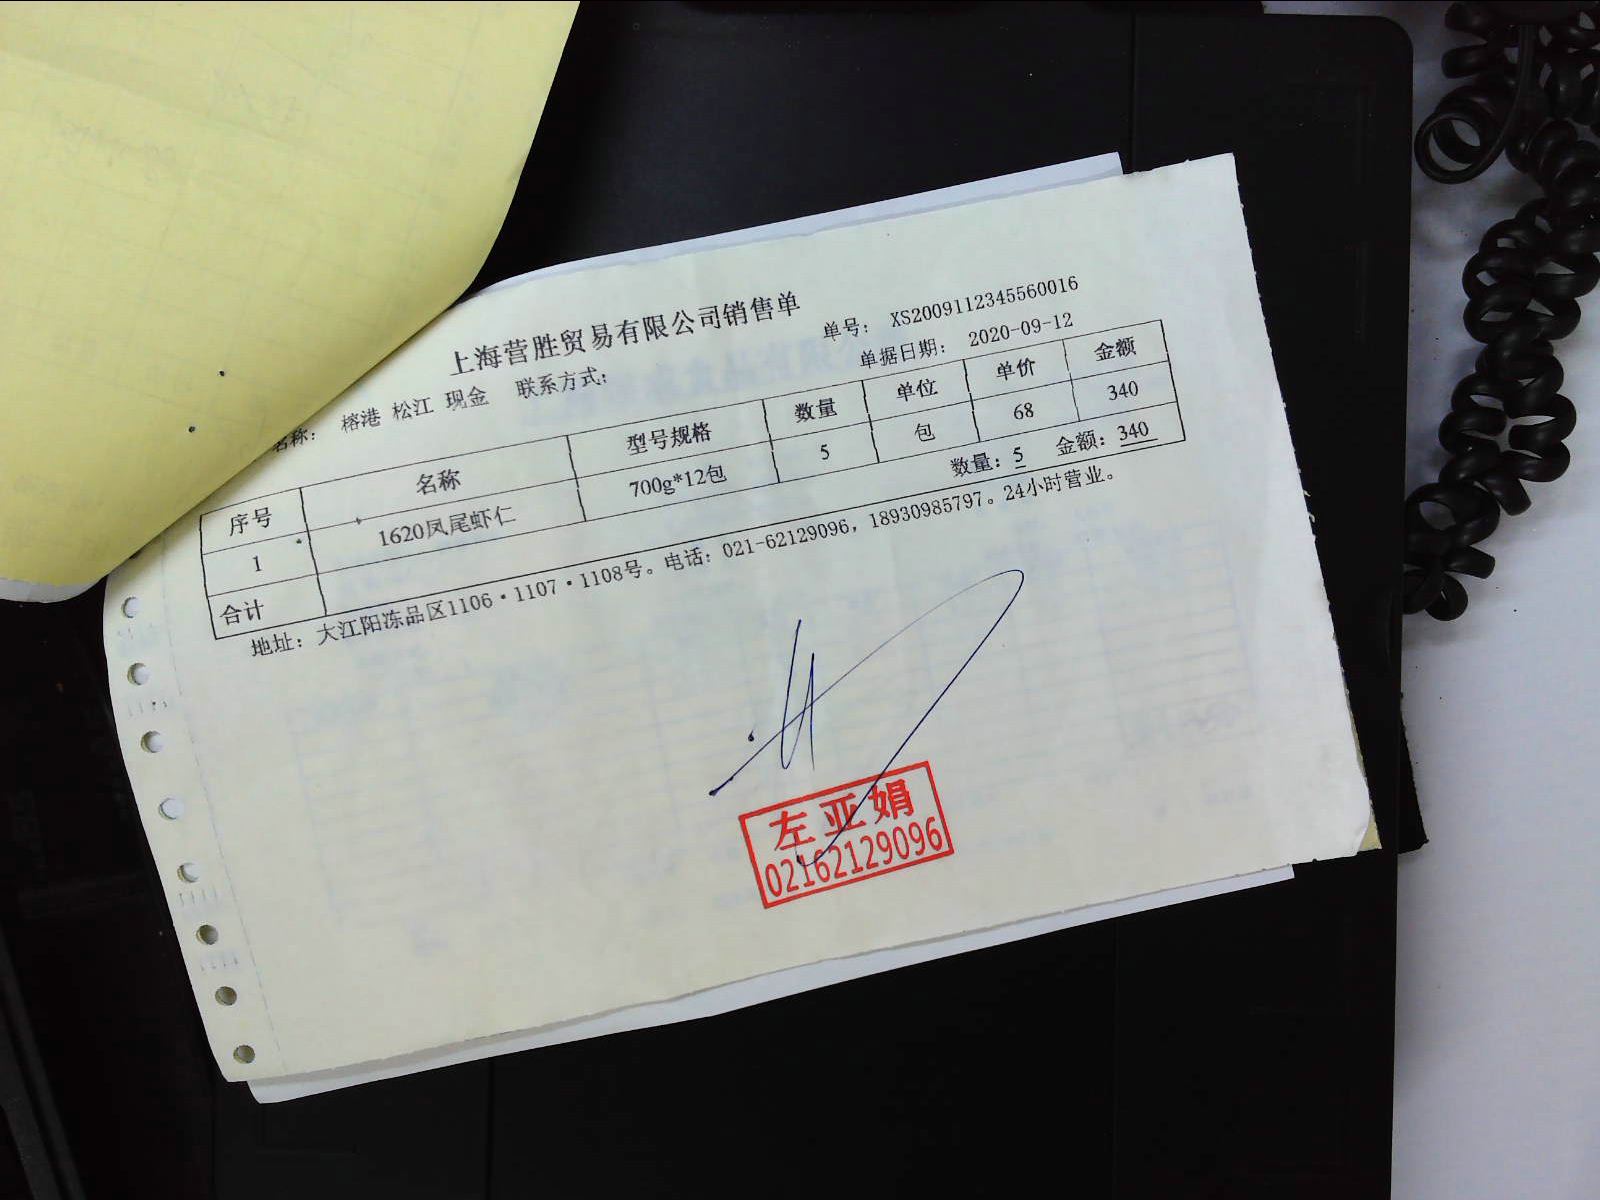 上海营胜贸易有限公司销售单
单号： XS2009112345560016
名称： 榕港 松江 现金 联系方式：
单据日期： 2020-09-12
序号 名称 型号规格 数量 单位 单价 金额
1 1620凤尾虾仁 700g*12包 5 包 68 340
合计 数量：5 金额：340
地址：大江阳冻品区1106·1107·1108号。电话：021-62129096，18930985797。24小时营业。
左亚娟
02162129096